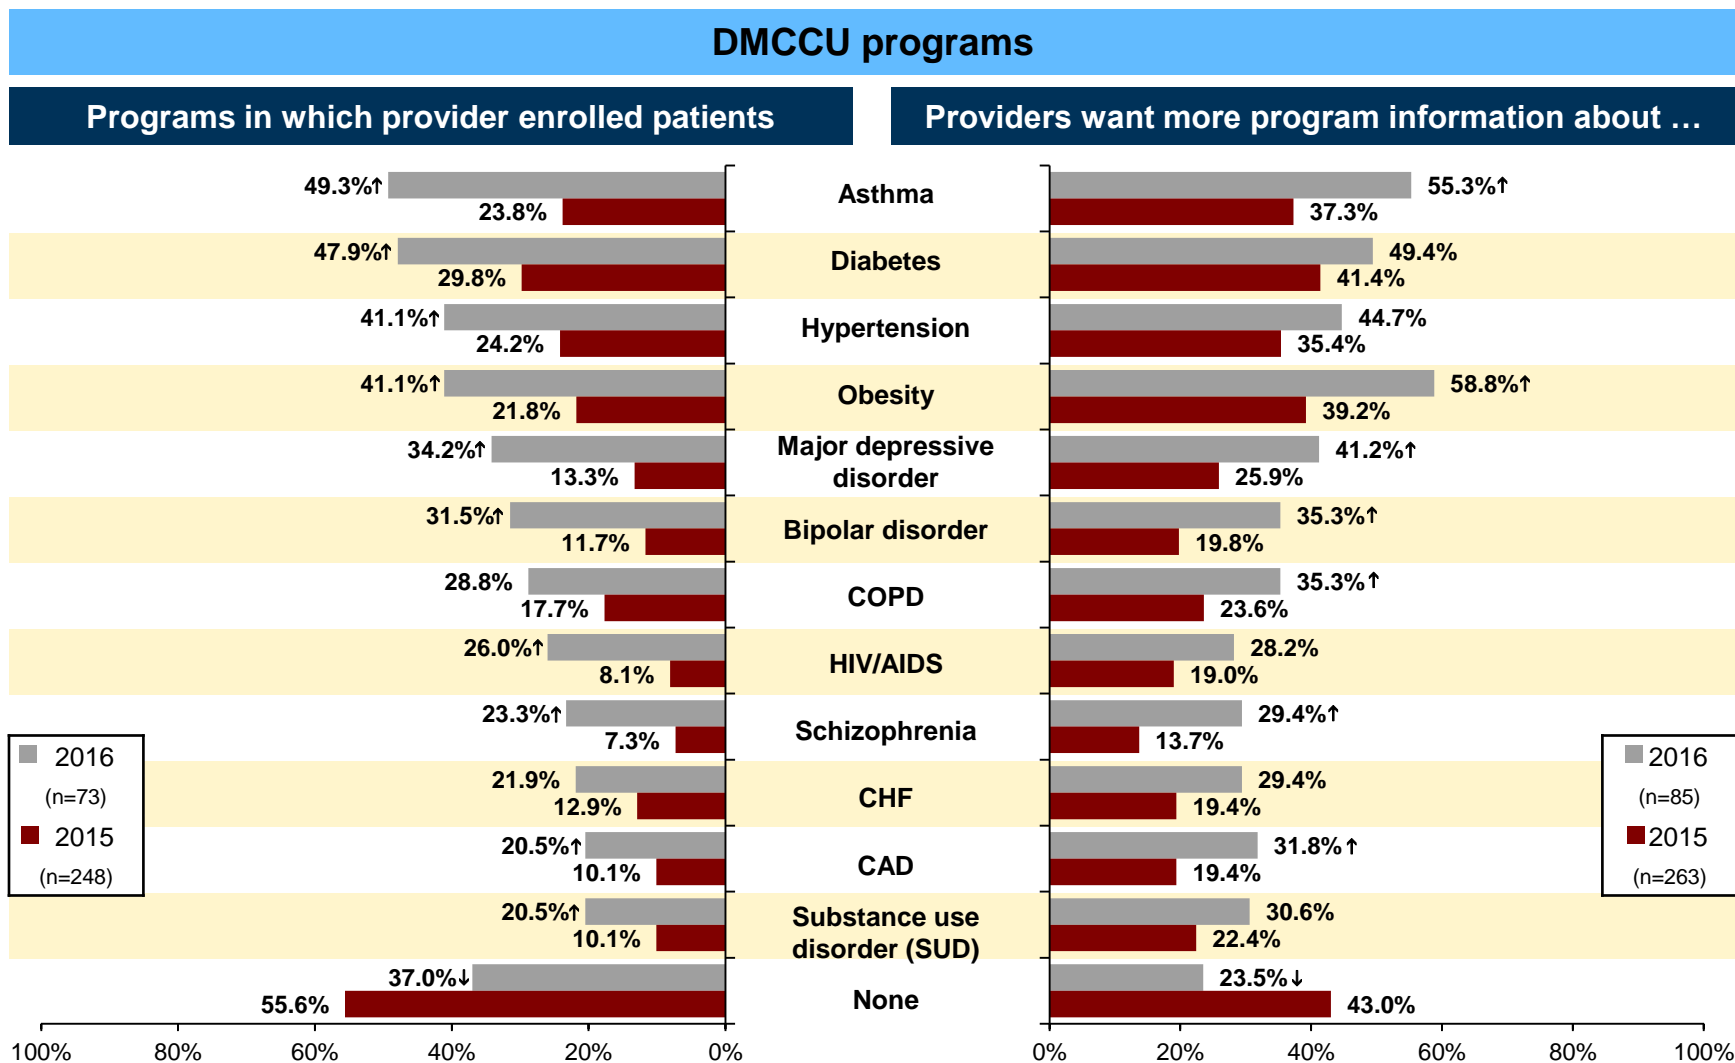 DMCCU programs
Programs in which provider enrolled patients
Providers want more program information about …
49.3%↑
23.8%
Asthma
55.3%↑
37.3%
47.9%↑
29.8%
Diabetes
49.4%
41.4%
41.1%↑
24.2%
Hypertension
44.7%
35.4%
41.1%↑
21.8%
Obesity
58.8%↑
39.2%
34.2%↑
13.3%
Major depressive
disorder
41.2%↑
25.9%
31.5%↑
11.7%
Bipolar disorder
35.3%↑
19.8%
28.8%
17.7%
COPD
35.3%↑
23.6%
26.0%↑
8.1%
HIV/AIDS
28.2%
19.0%
23.3%↑
7.3%
Schizophrenia
29.4%↑
13.7%
21.9%
12.9%
CHF
29.4%
19.4%
20.5%↑
10.1%
CAD
31.8%↑
19.4%
20.5%↑
10.1%
Substance use
disorder (SUD)
30.6%
22.4%
37.0%↓
55.6%
None
23.5%↓
43.0%
2016
(n=73)
2015
(n=248)
2016
(n=85)
2015
(n=263)
100% 80% 60% 40% 20% 0%
0% 20% 40% 60% 80% 100%